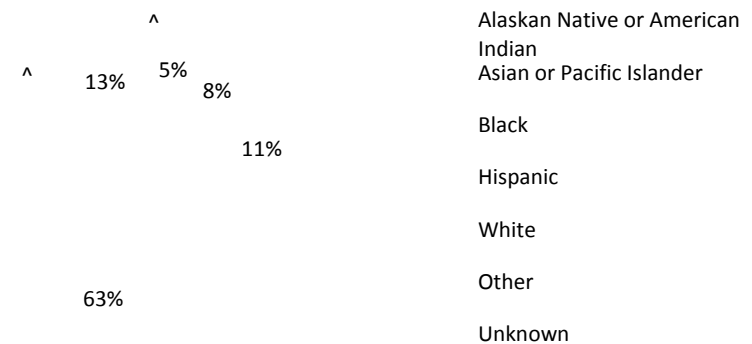 ^
Alaskan Native or American
Indian
^
13%
5%
8%
Asian or Pacific Islander
Black
11%
Hispanic
White
Other
63%
Unknown